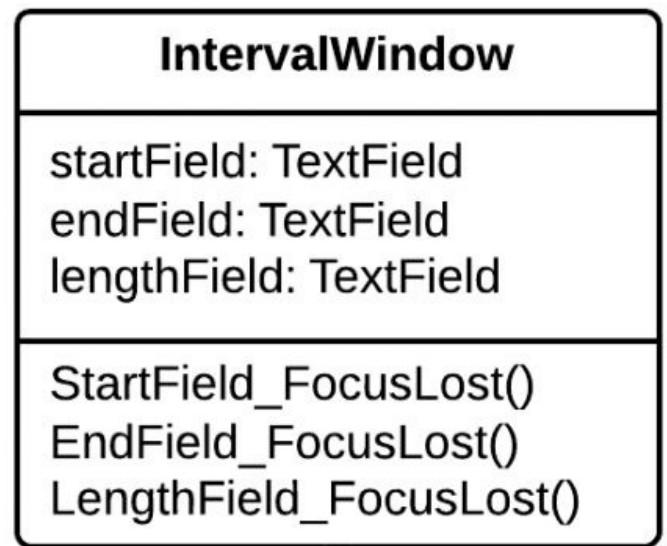 IntervalWindow
startField: TextField
endField: TextField
lengthField: TextField
StartField_FocusLost()
EndField_FocusLost()
LengthField_FocusLost()